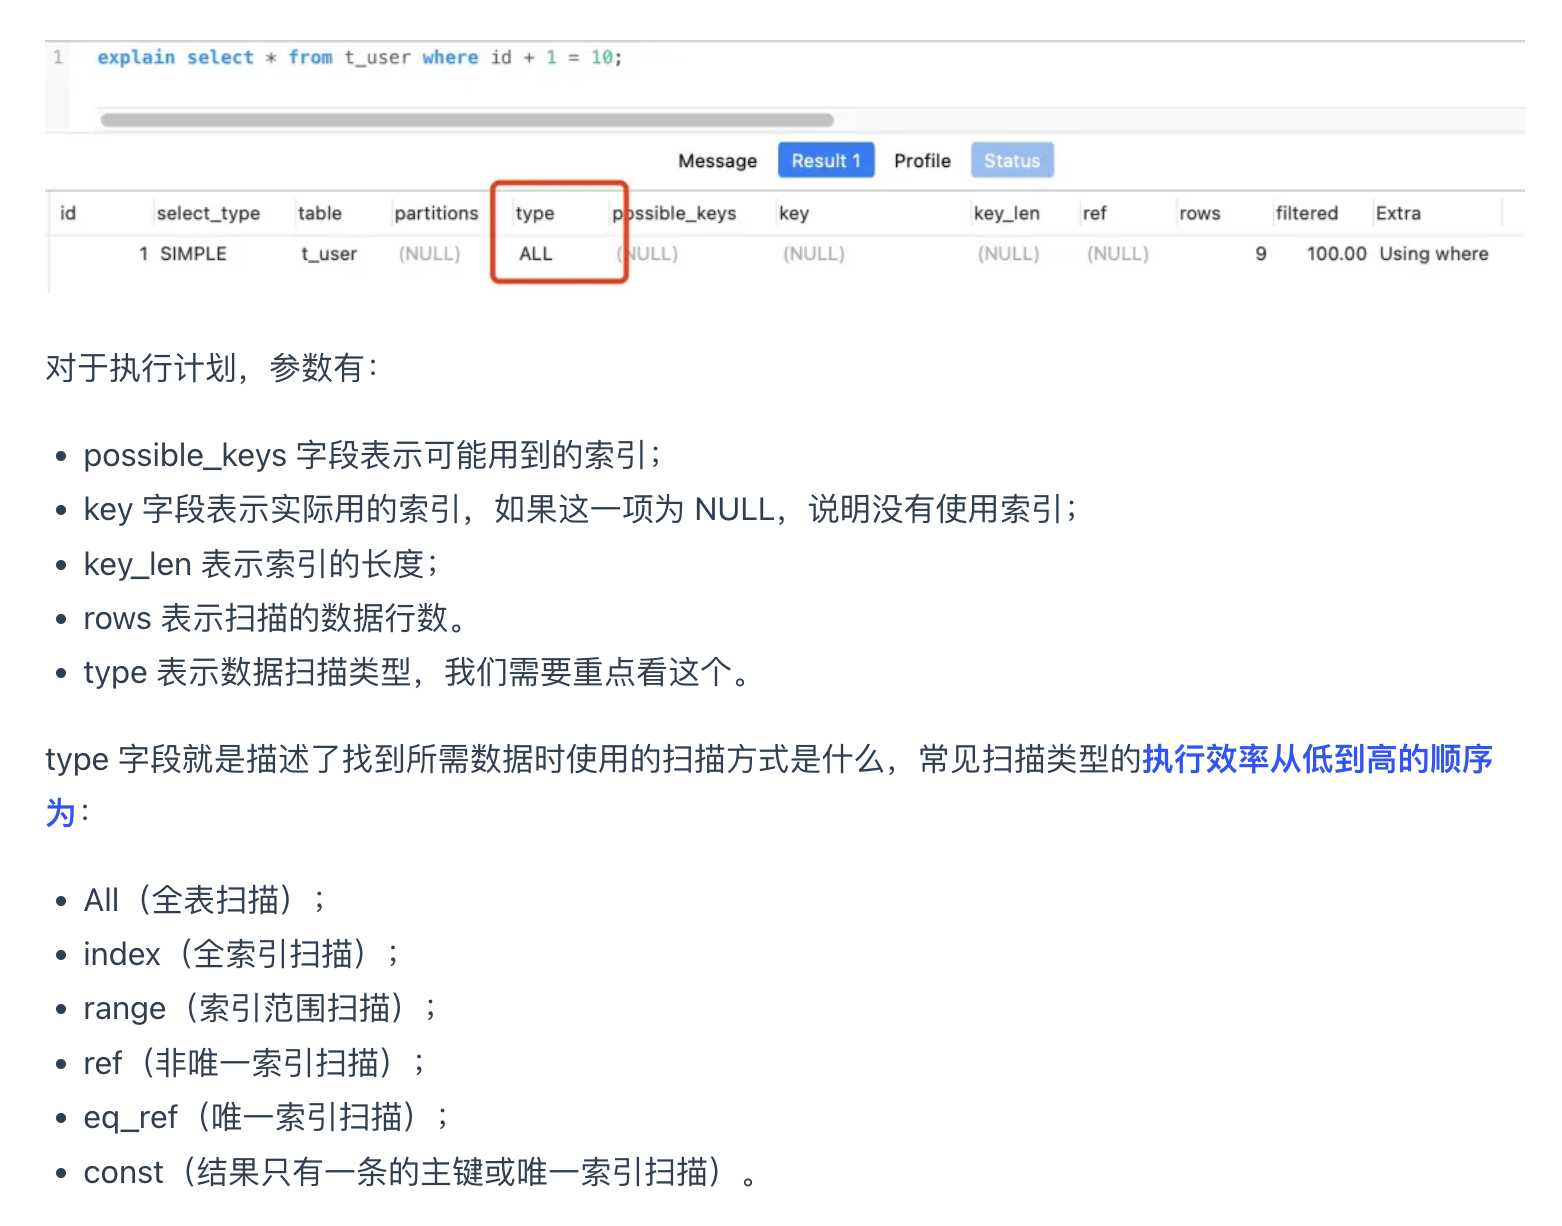 1 explain select * from t_user where id + 1 = 10;
Message Result 1 Profile Status
id select_type table partitions type possible_keys key key_len ref rows filtered Extra
1 SIMPLE t_user (NULL) ALL (NULL) (NULL) (NULL) (NULL) 9 100.00 Using where
对于执行计划，参数有：
• possible_keys 字段表示可能用到的索引；
• key 字段表示实际用的索引，如果这一项为 NULL，说明没有使用索引；
• key_len 表示索引的长度；
• rows 表示扫描的数据行数。
• type 表示数据扫描类型，我们需要重点看这个。
type 字段就是描述了找到所需数据时使用的扫描方式是什么，常见扫描类型的执行效率从低到高的顺序
为：
• All（全表扫描）；
• index（全索引扫描）；
• range（索引范围扫描）；
• ref（非唯一索引扫描）；
• eq_ref（唯一索引扫描）；
• const（结果只有一条的主键或唯一索引扫描）。